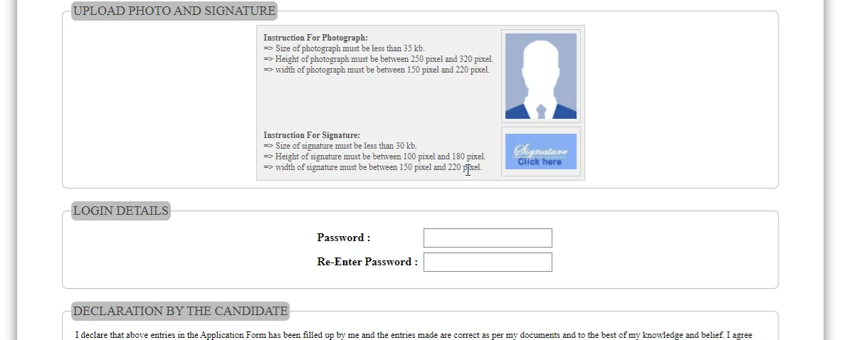 UPLOAD PHOTO AND SIGNATURE
Instruction For Photograph:
=> Size of photograph must be less than 35 kb.
=> Height of photograph must be between 250 pixel and 320 pixel.
=> width of photograph must be between 150 pixel and 220 pixel.
Instruction For Signature:
=> Size of signature must be less than 30 kb.
=> Height of signature must be between 100 pixel and 180 pixel.
=> width of signature must be between 150 pixel and 220 pixel.
Signature
Click here
LOGIN DETAILS
Password :
Re-Enter Password :
DECLARATION BY THE CANDIDATE
I declare that above entries in the Application Form has been filled up by me and the entries made are correct as per my documents and to the best of my knowledge and belief. I agree